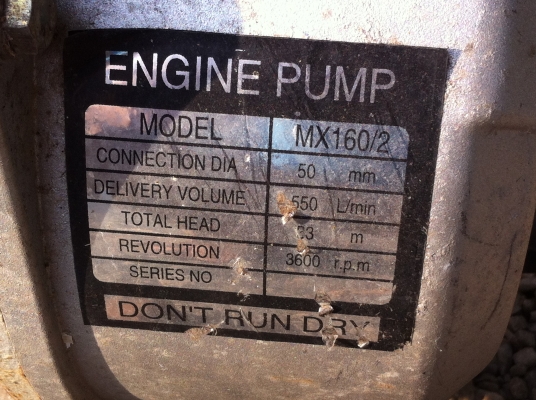 ENGINE PUMP
MODEL MX160/2
CONNECTION DIA 50 mm
DELIVERY VOLUME 550 L/min
TOTAL HEAD m
REVOLUTION 3600 r.p.m
SERIES NO
DON'T RUN DRY